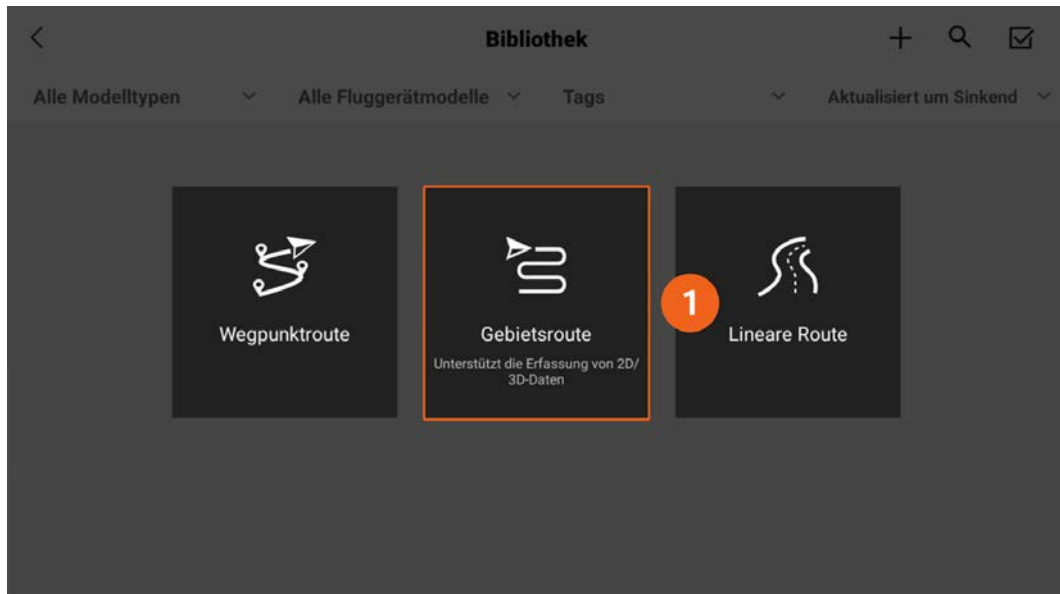 Bibliothek
Alle Modelltypen Alle Fluggerätmodelle Tags Aktualisiert um Sinkend
Wegpunktroute
Gebietsroute
Unterstützt die Erfassung von 2D/
3D-Daten
1
Lineare Route